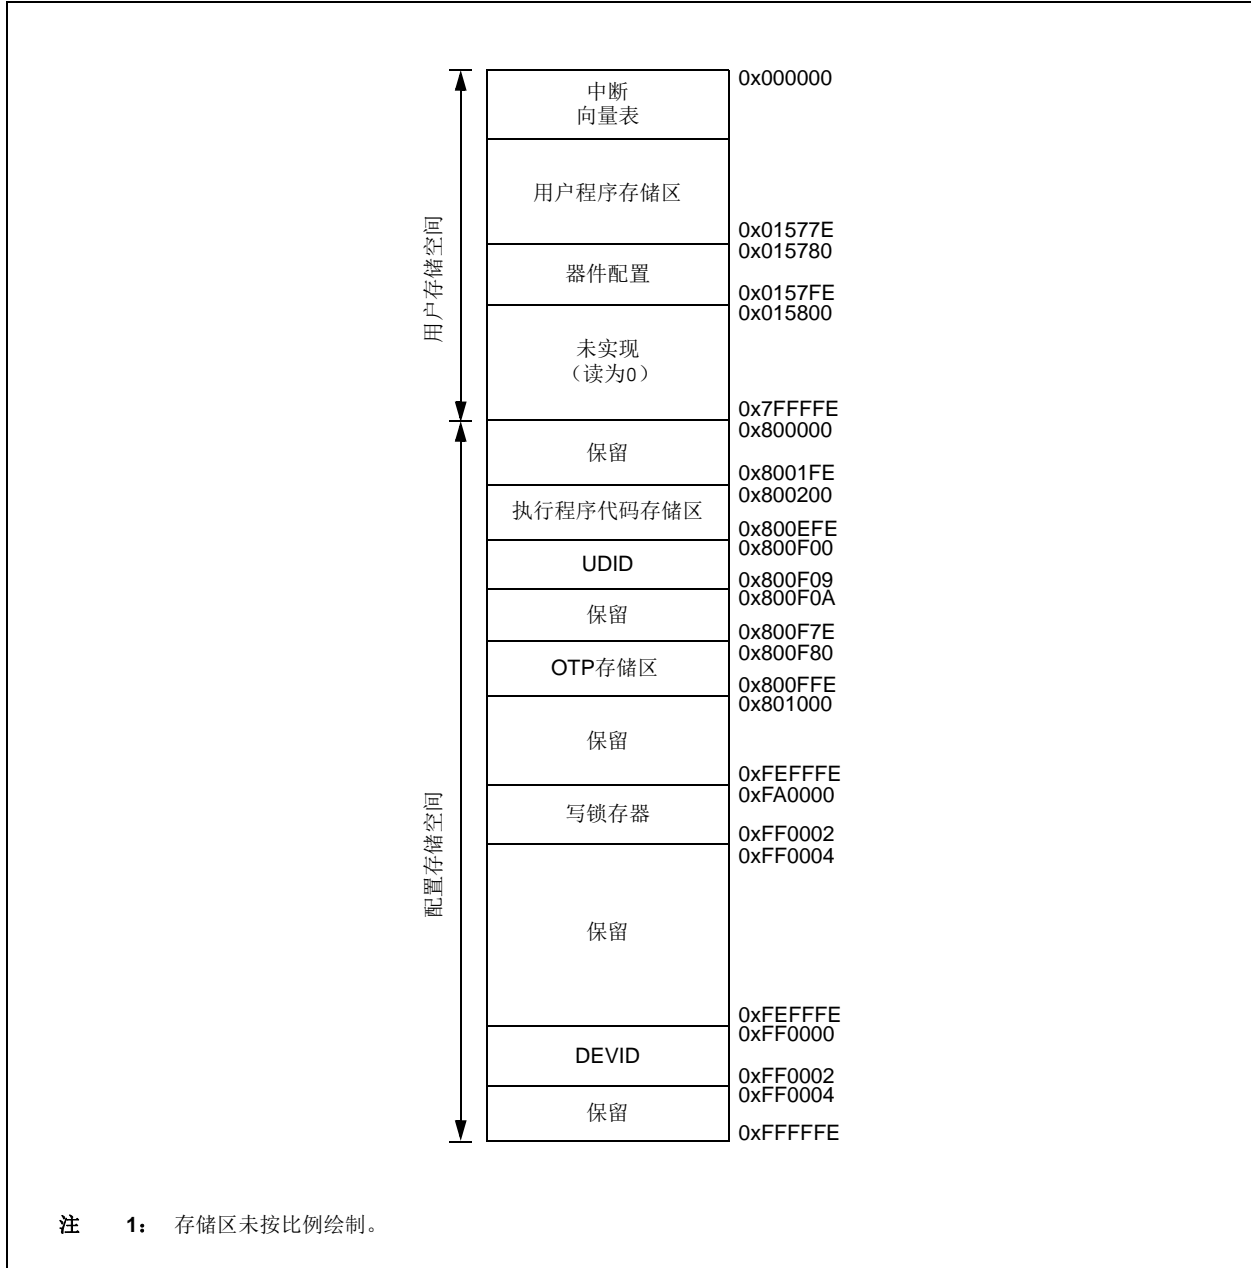 0x000000
中断
向量表
用户程序存储区
0x01577E
0x015780
器件配置
0x0157FE
0x015800
未实现
（读为0）
0x7FFFFE
用户存储空间
0x800000
保留
0x8001FE
0x800200
执行程序代码存储区
0x800EFE
0x800F00
UDID
0x800F09
0x800F0A
保留
0x800F7E
0x800F80
OTP存储区
0x800FFE
0x801000
保留
0xFEFFFE
0xFA0000
写锁存器
0xFF0002
0xFF0004
保留
0xFEFFFE
0xFF0000
DEVID
0xFF0002
0xFF0004
保留
0xFFFFFE
配置存储空间
注 1： 存储区未按比例绘制。